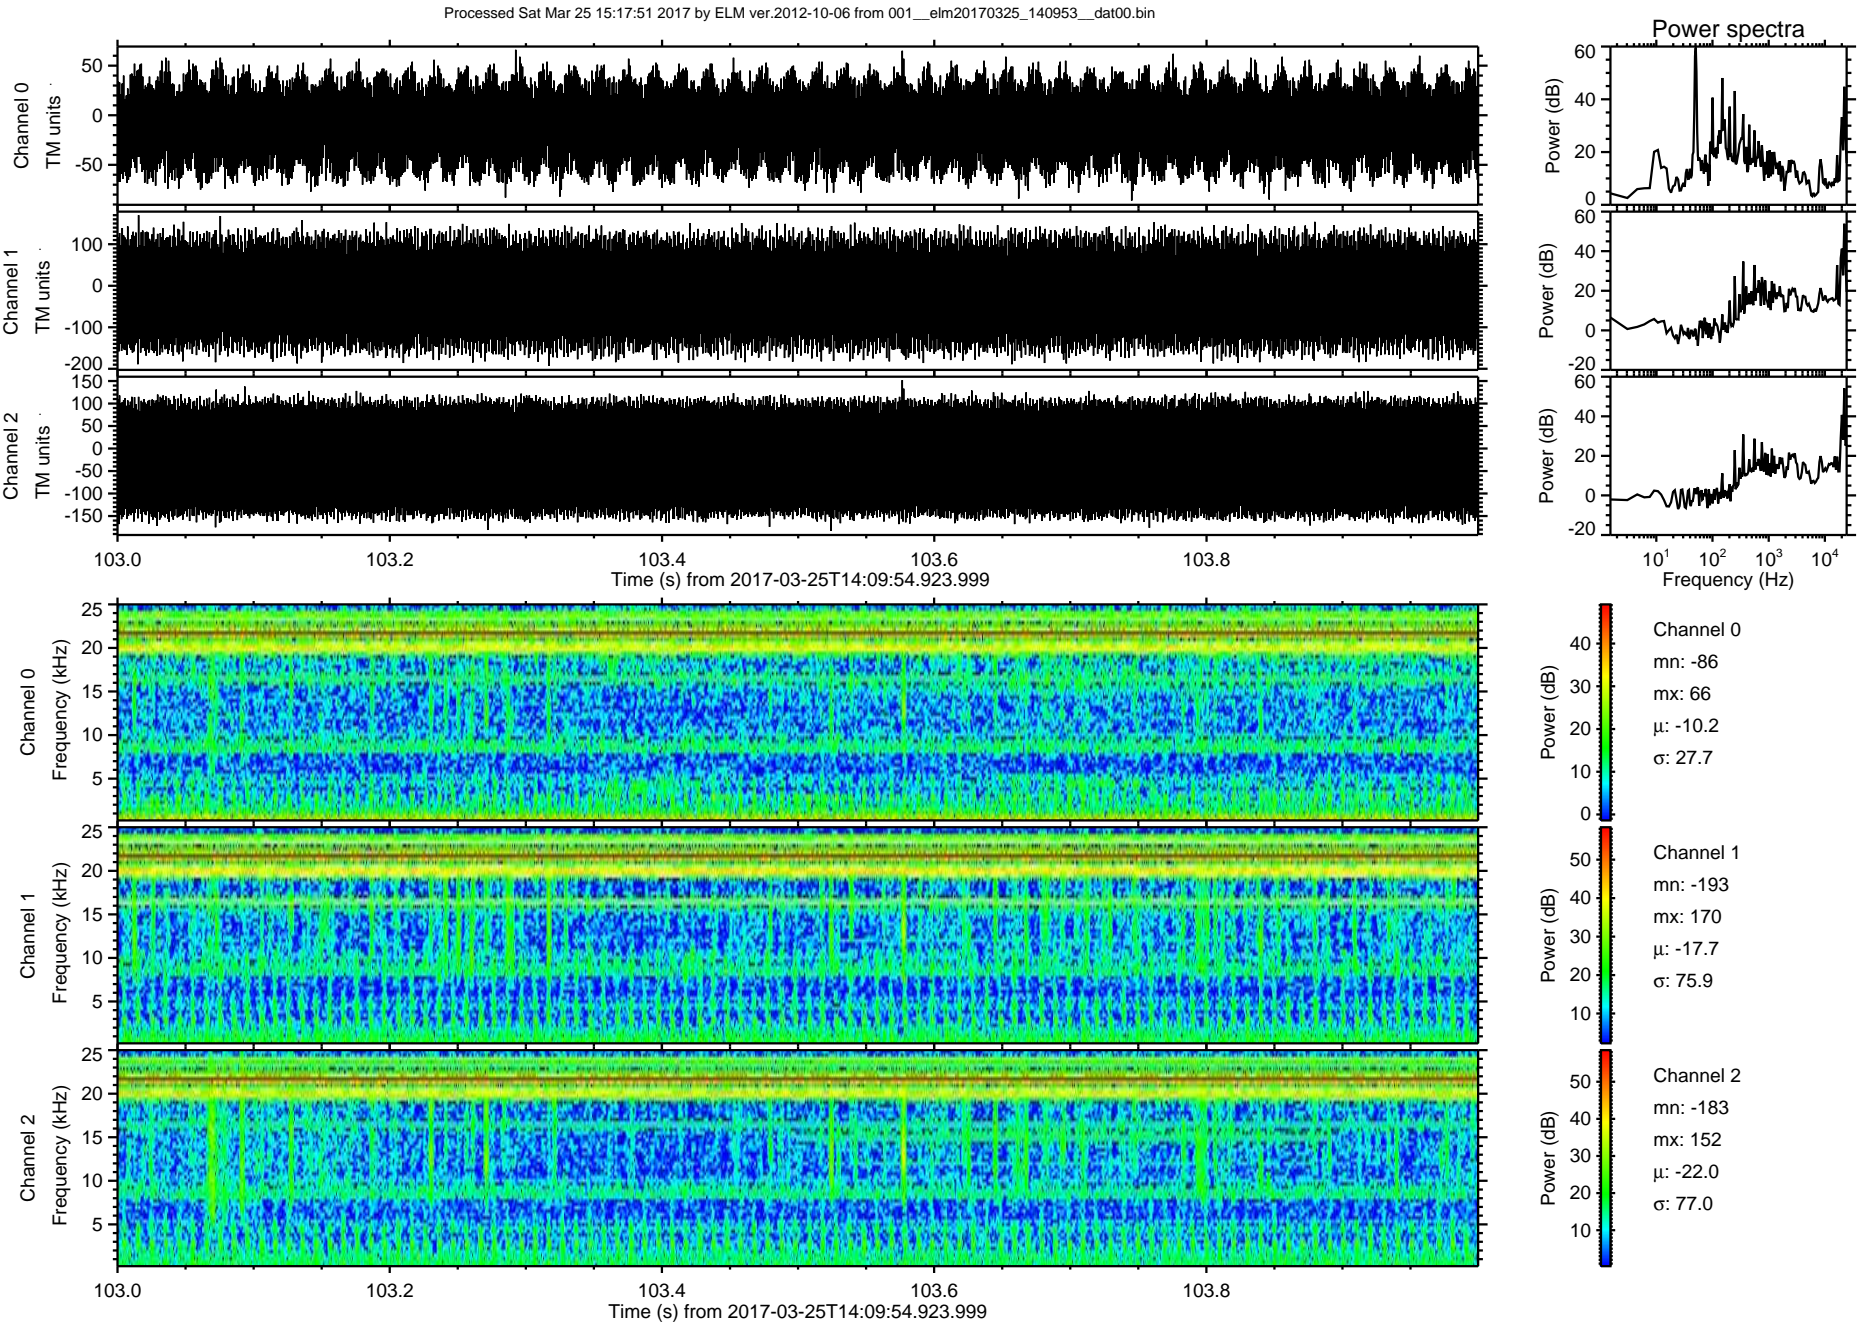 Processed Sat Mar 25 15:17:51 2017 by ELM ver.2012-10-06 from 001__elm20170325_140953__dat00.bin
Power spectra
Channel 0
TM units
50
0
-50
Power (dB)
60
40
20
0
Channel 1
TM units
100
0
-100
-200
Power (dB)
60
40
20
0
-20
Channel 2
TM units
150
100
50
0
-50
-100
-150
Power (dB)
60
40
20
0
-20
103.0 103.2 103.4 103.6 103.8
Time (s) from 2017-03-25T14:09:54.923.999
10¹ 10² 10³ 10⁴
Frequency (Hz)
Channel 0
Frequency (kHz)
25
20
15
10
5
Power (dB)
40
30
20
10
0
Channel 0
mn: -86
mx: 66
μ: -10.2
σ: 27.7
Channel 1
Frequency (kHz)
25
20
15
10
5
Power (dB)
50
40
30
20
10
Channel 1
mn: -193
mx: 170
μ: -17.7
σ: 75.9
Channel 2
Frequency (kHz)
25
20
15
10
5
Power (dB)
50
40
30
20
10
Channel 2
mn: -183
mx: 152
μ: -22.0
σ: 77.0
103.0 103.2 103.4 103.6 103.8
Time (s) from 2017-03-25T14:09:54.923.999